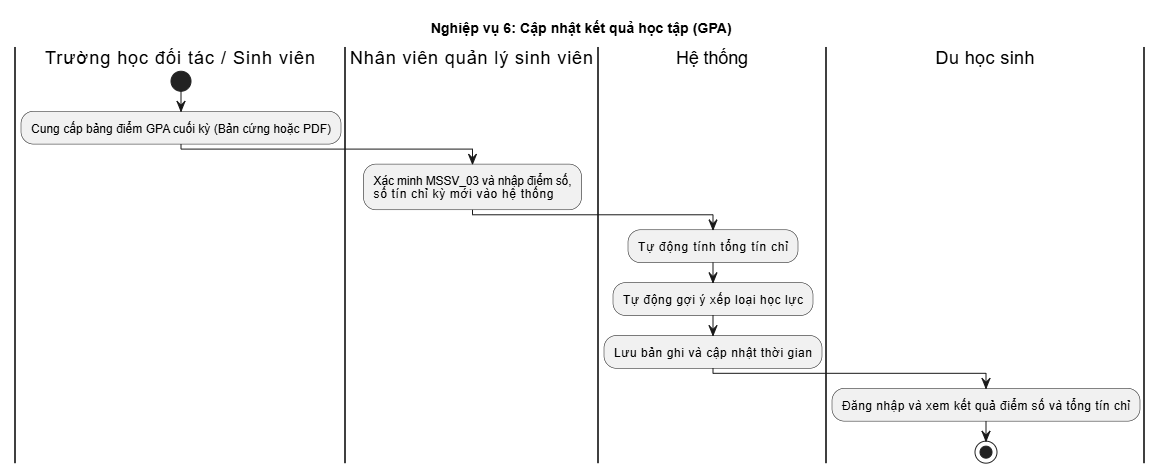 Nghiệp vụ 6: Cập nhật kết quả học tập (GPA)
Trường học đối tác / Sinh viên
Nhân viên quản lý sinh viên
Hệ thống
Du học sinh
Cung cấp bảng điểm GPA cuối kỳ (Bản cứng hoặc PDF)
Xác minh MSSV_03 và nhập điểm số,
số tín chỉ kỳ mới vào hệ thống
Tự động tính tổng tín chỉ
Tự động gợi ý xếp loại học lực
Lưu bản ghi và cập nhật thời gian
Đăng nhập và xem kết quả điểm số và tổng tín chỉ